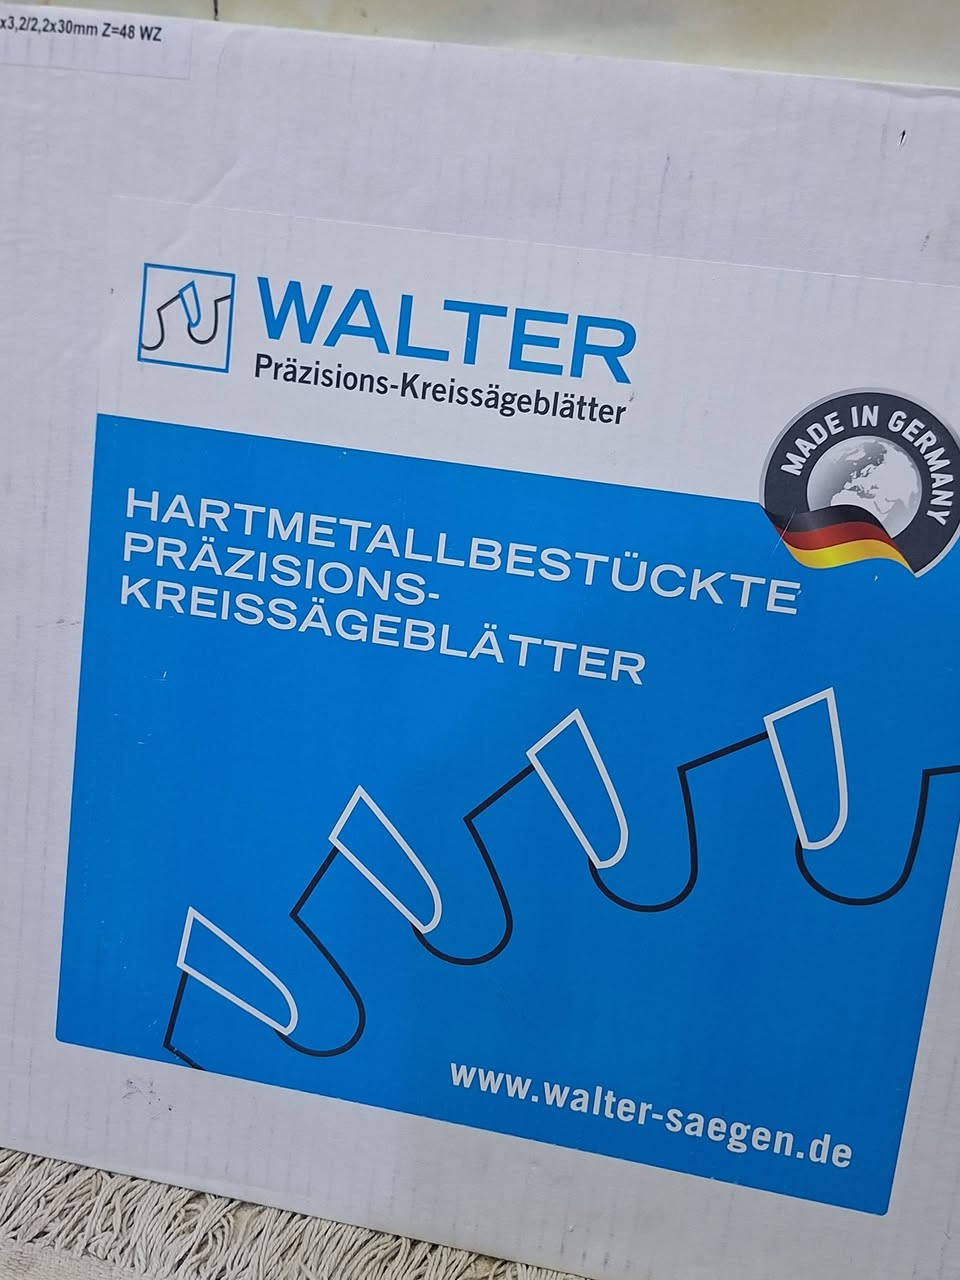 x3,2/2,2x30mm Z=48 WZ
WALTER
Präzisions-Kreissägeblätter
MADE IN GERMANY
HARTMETALLBESTÜCKTE
PRÄZISIONS-
KREISSÄGEBLÄTTER
www.walter-saegen.de